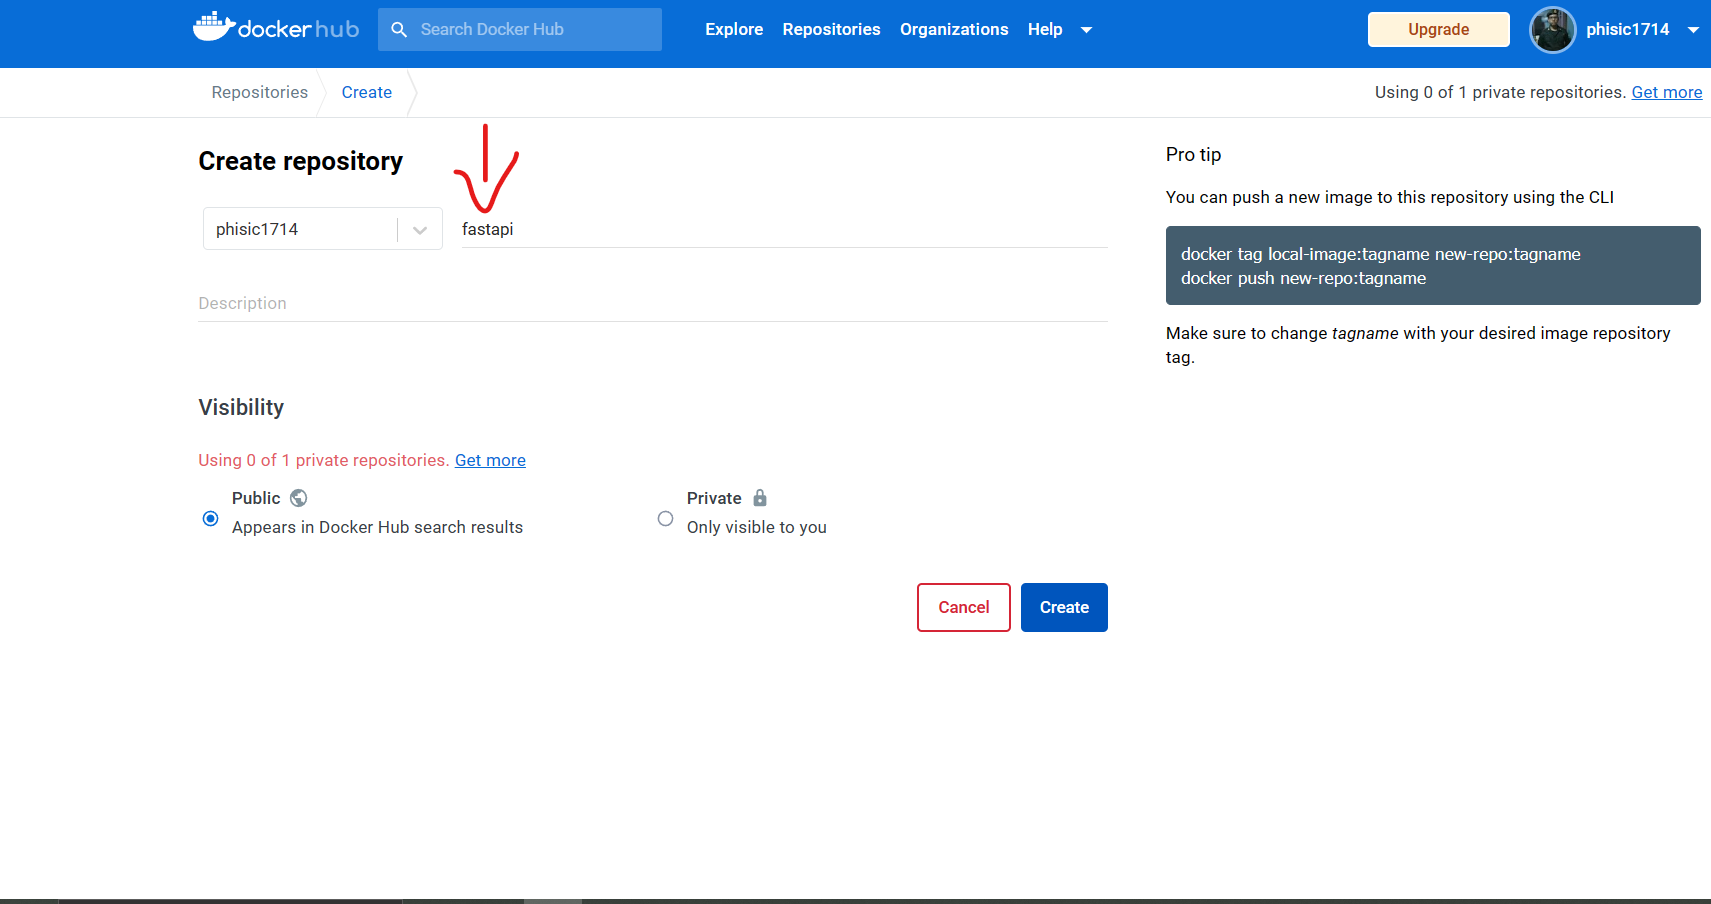 docker hub
Search Docker Hub
Explore Repositories Organizations Help
Upgrade
phisic1714
Repositories Create
Using 0 of 1 private repositories. Get more
Create repository
phisic1714
fastapi
Description
Visibility
Using 0 of 1 private repositories. Get more
Public
Appears in Docker Hub search results
Private
Only visible to you
Cancel
Create
Pro tip
You can push a new image to this repository using the CLI
docker tag local-image:tagname new-repo:tagname
docker push new-repo:tagname
Make sure to change tagname with your desired image repository
tag.